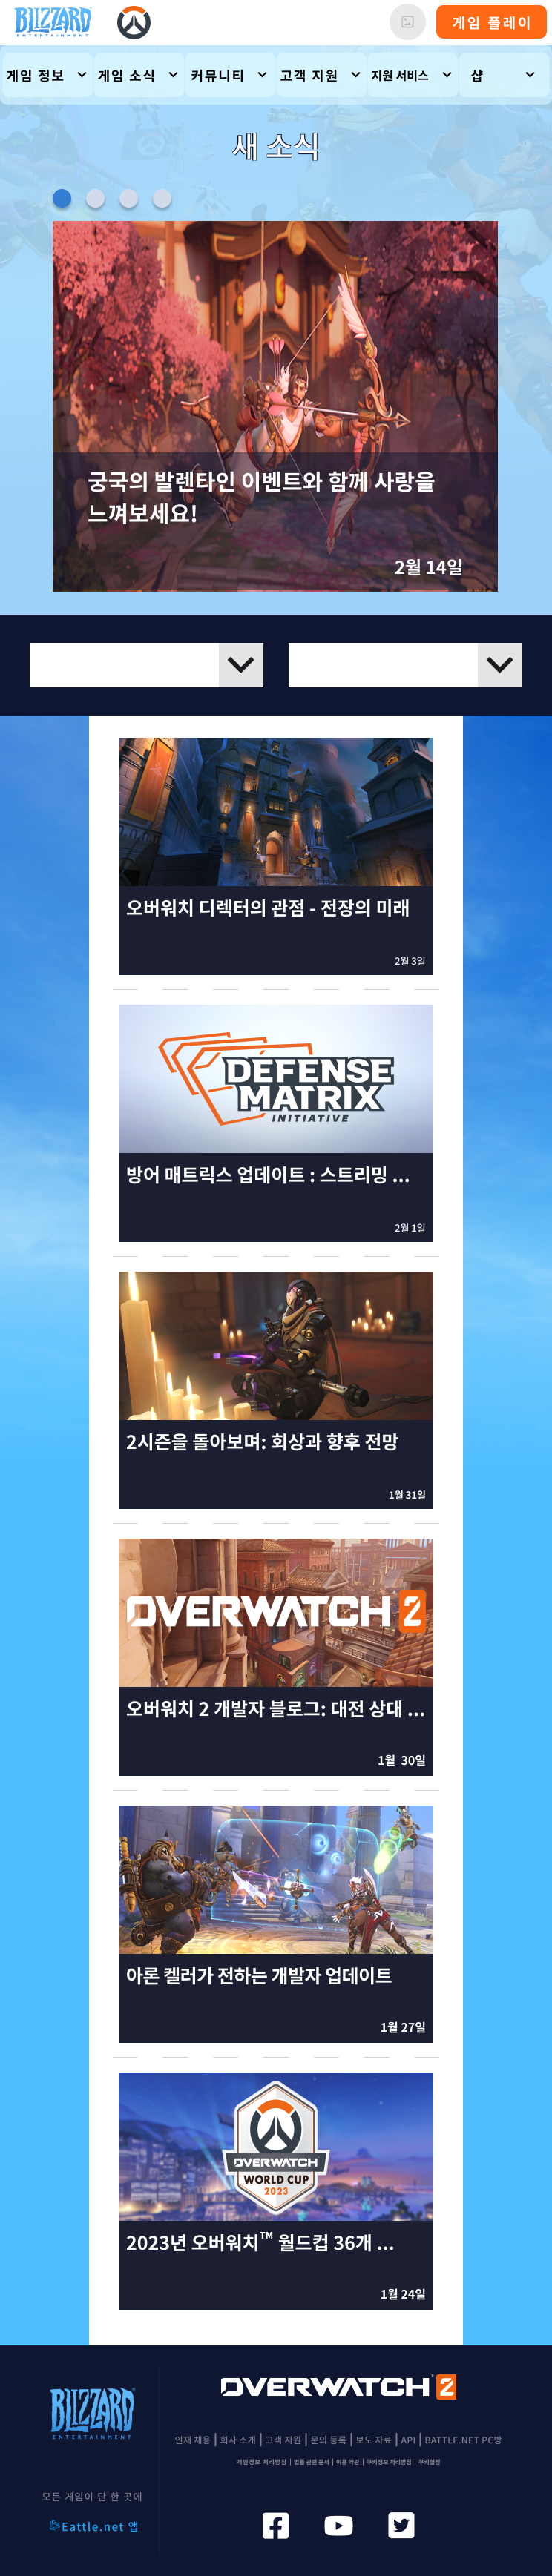 BLIZZARD
ENTERTAINMENT
게임 플레이
게임 정보
게임 소식
커뮤니티
고객 지원
지원 서비스
샵
새 소식
궁국의 발렌타인 이벤트와 함께 사랑을
느껴보세요!
2월 14일
오버워치 디렉터의 관점 - 전장의 미래
2월 3일
DEFENSE
MATRIX
INITIATIVE
방어 매트릭스 업데이트 : 스트리밍 ...
2월 1일
2시즌을 돌아보며: 회상과 향후 전망
1월 31일
OVERWATCH 2
오버워치 2 개발자 블로그: 대전 상대 ...
1월 30일
아론 켈러가 전하는 개발자 업데이트
1월 27일
OVERWATCH
WORLD CUP
2023
2023년 오버워치™ 월드컵 36개 ...
1월 24일
OVERWATCH 2
BLIZZARD
ENTERTAINMENT
인재 채용 | 회사 소개 | 고객 지원 | 문의 등록 | 보도 자료 | API | BATTLE.NET PC방
개인정보 처리방침 | 법률 관련 문서 | 이용 약관 | 쿠키정보 처리방침 | 쿠키설정
모든 게임이 단 한 곳에
Eattle.net 앱